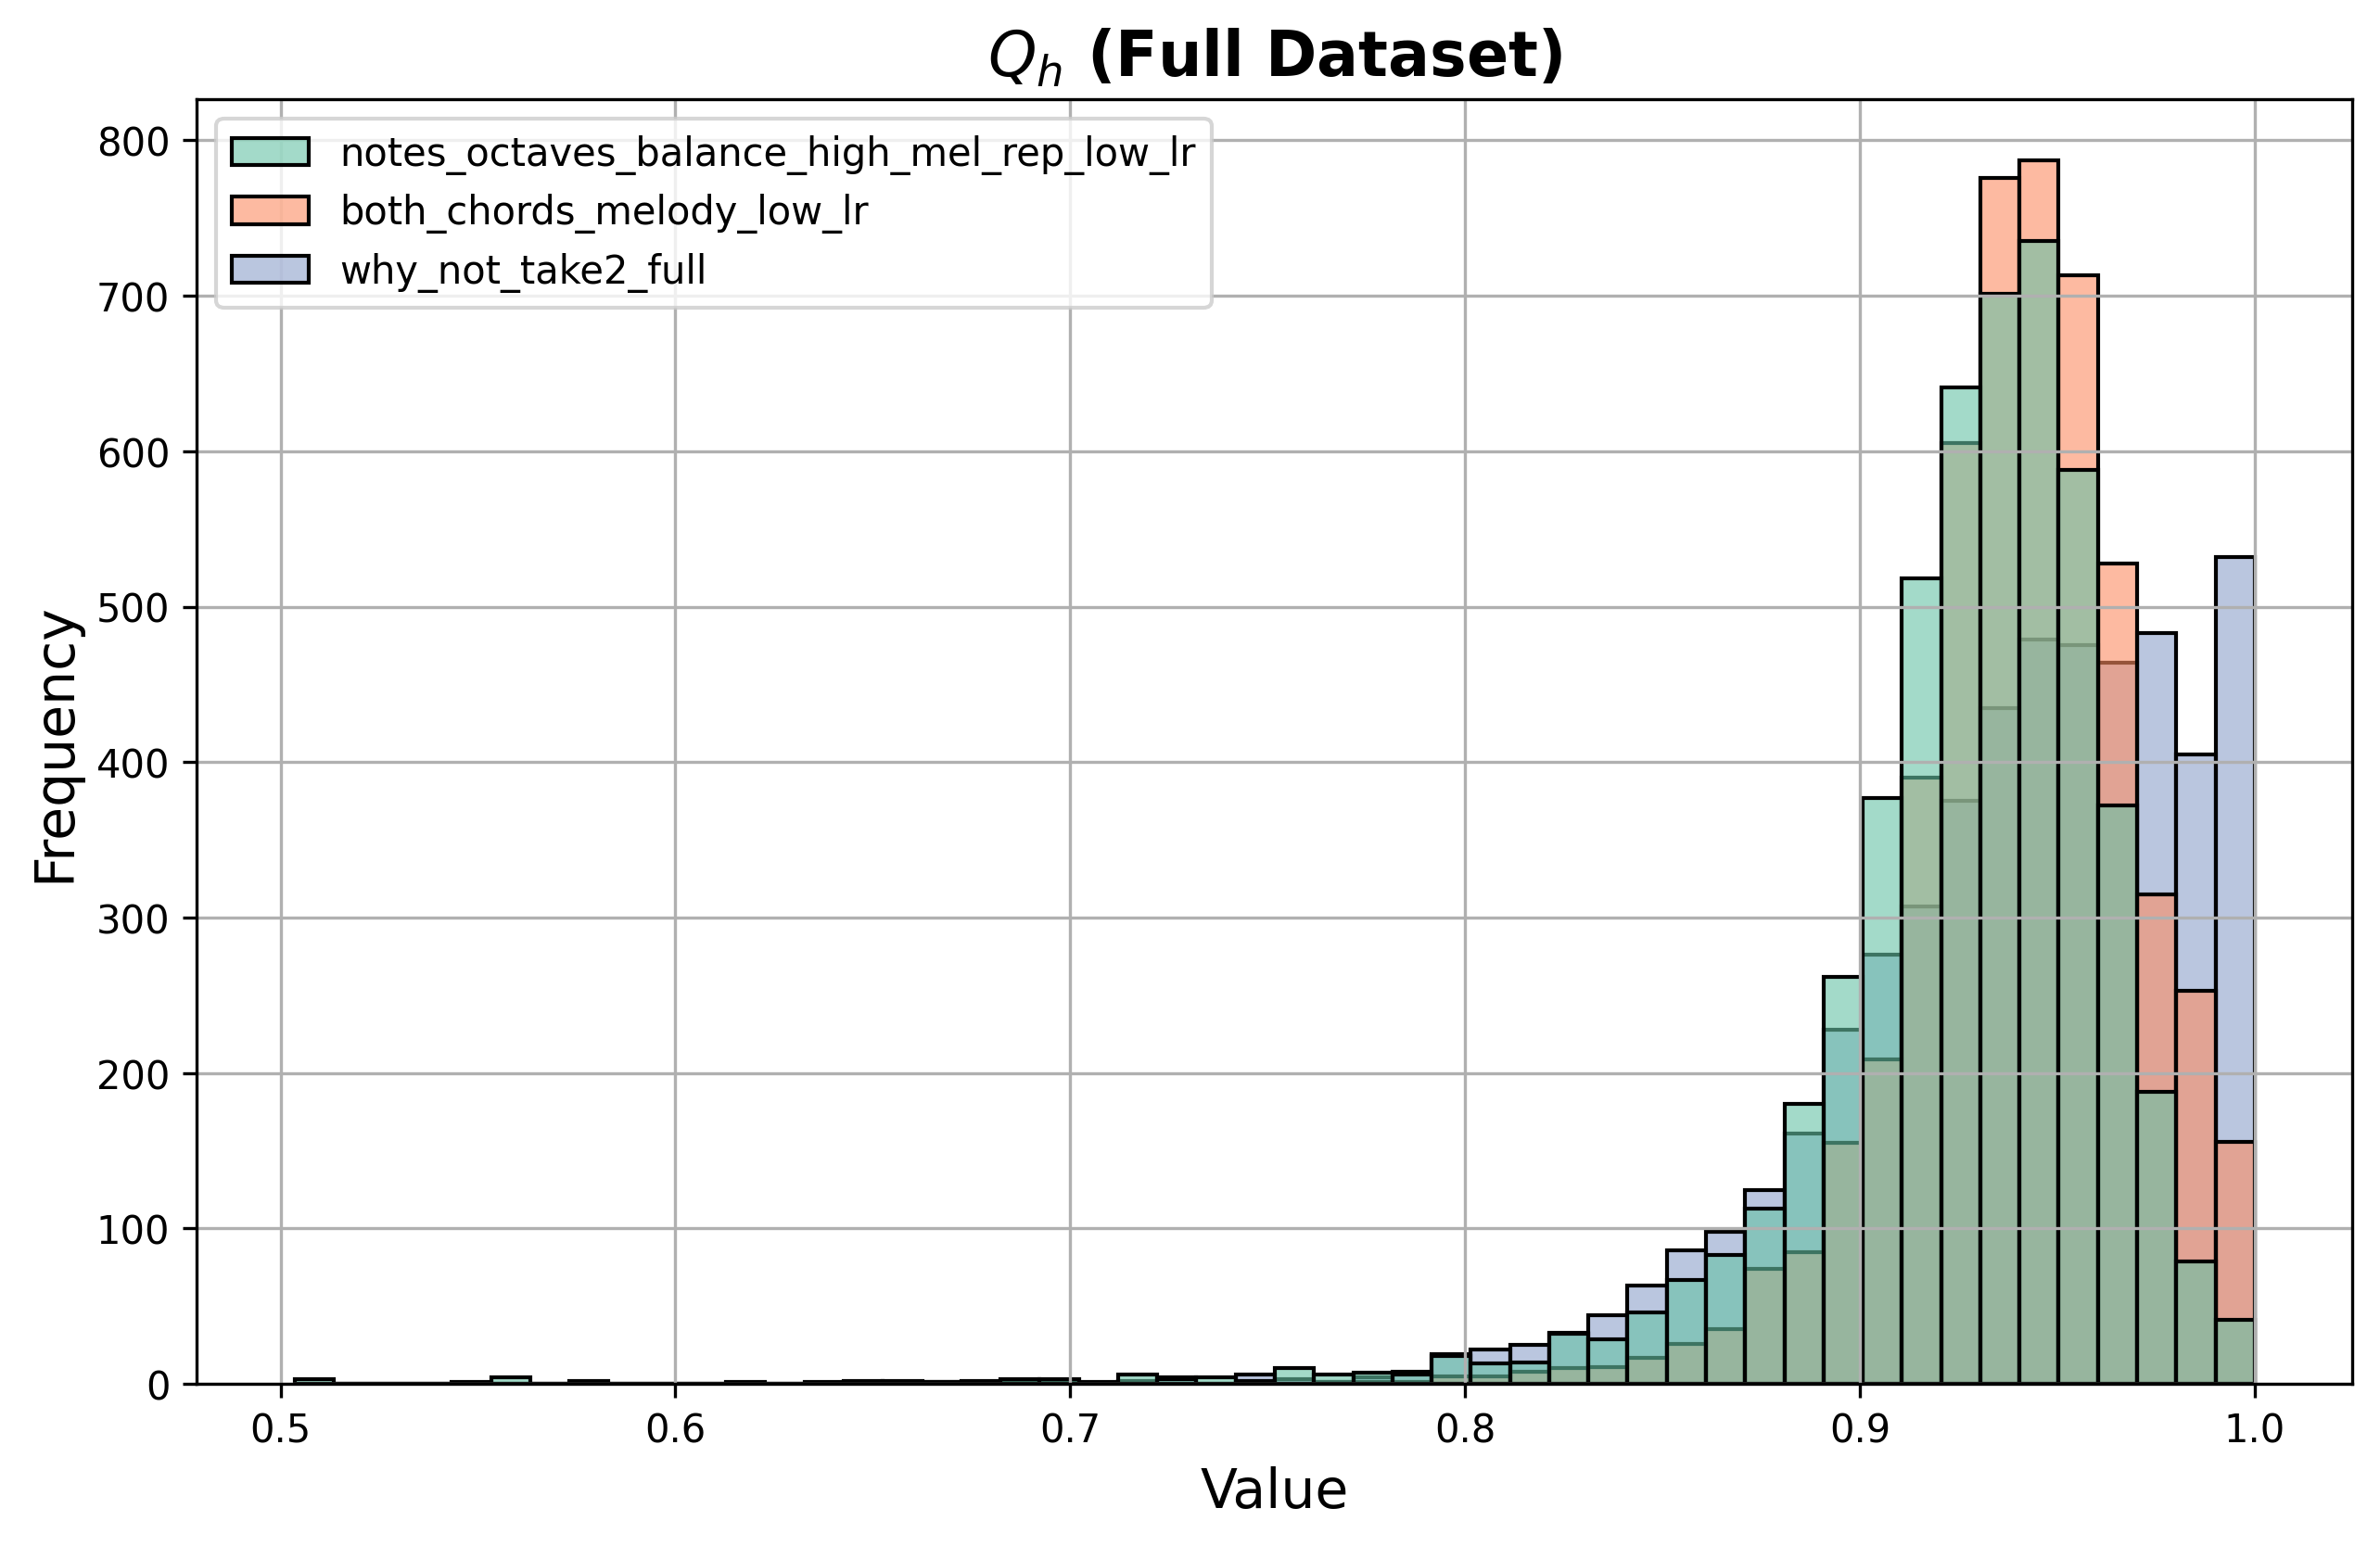 Q_h (Full Dataset)
notes_octaves_balance_high_mel_rep_low_lr
both_chords_melody_low_lr
why_not_take2_full
800
700
600
500
400
300
200
100
0
Frequency
0.5 0.6 0.7 0.8 0.9 1.0
Value